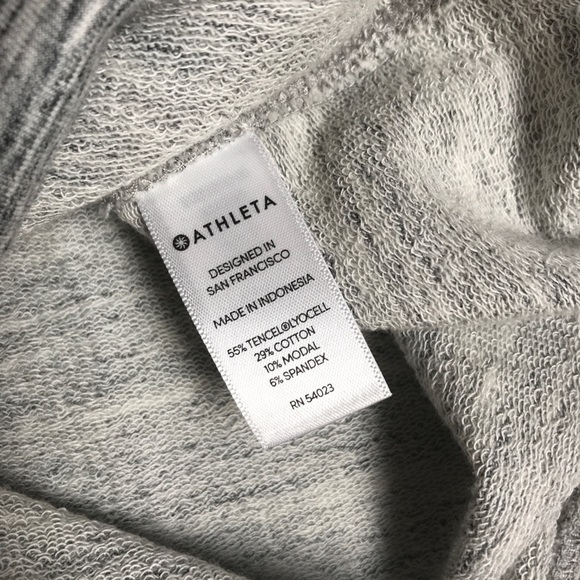 ATHLETA
DESIGNED IN
SAN FRANCISCO
MADE IN INDONESIA
55% TENCEL®LYOCELL
29% COTTON
10% MODAL
6% SPANDEX
RN 54023